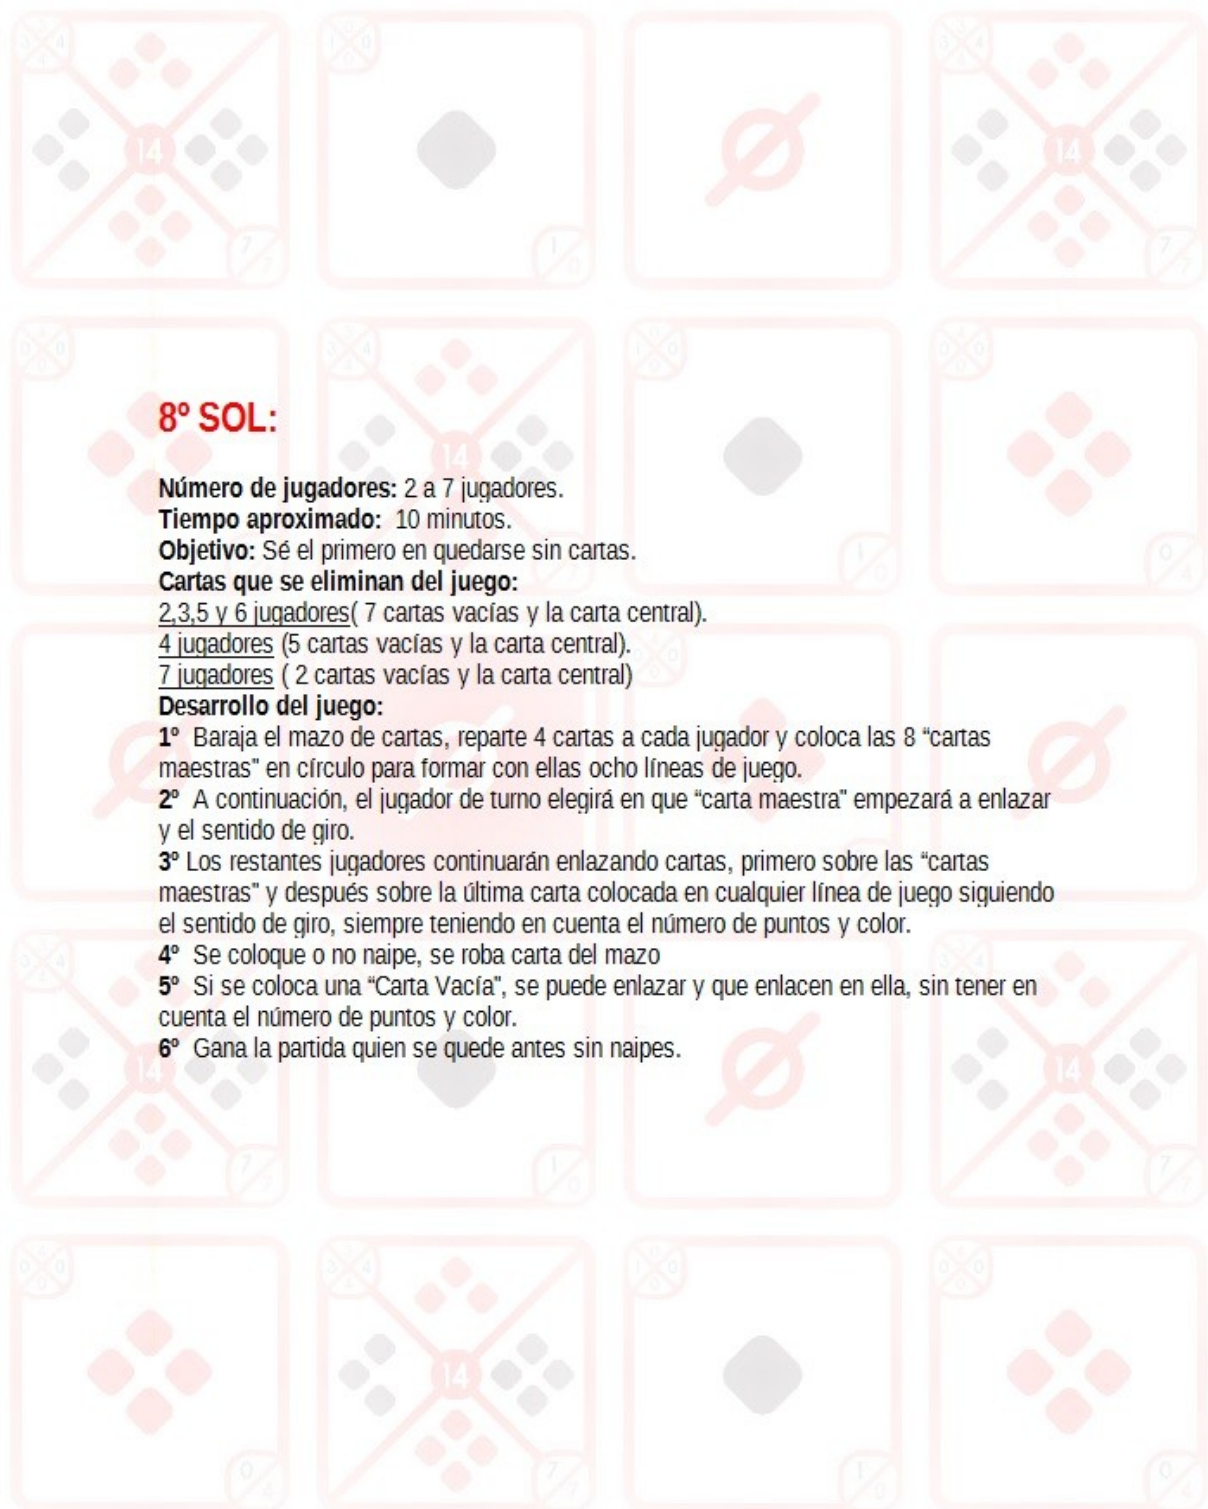 8º SOL:
Número de jugadores: 2 a 7 jugadores.
Tiempo aproximado:  10 minutos.
Objetivo: Sé el primero en quedarse sin cartas.
Cartas que se eliminan del juego:
2,3,5 y 6 jugadores( 7 cartas vacías y la carta central).
4 jugadores (5 cartas vacías y la carta central).
7 jugadores ( 2 cartas vacías y la carta central)
Desarrollo del juego:
1º  Baraja el mazo de cartas, reparte 4 cartas a cada jugador y coloca las 8 “cartas
maestras” en círculo para formar con ellas ocho líneas de juego.
2º  A continuación, el jugador de turno elegirá en que “carta maestra” empezará a enlazar
y el sentido de giro.
3º Los restantes jugadores continuarán enlazando cartas, primero sobre las “cartas
maestras” y después sobre la última carta colocada en cualquier línea de juego siguiendo
el sentido de giro, siempre teniendo en cuenta el número de puntos y color.
4º  Se coloque o no naipe, se roba carta del mazo
5º  Si se coloca una “Carta Vacía”, se puede enlazar y que enlacen en ella, sin tener en
cuenta el número de puntos y color.
6º  Gana la partida quien se quede antes sin naipes.